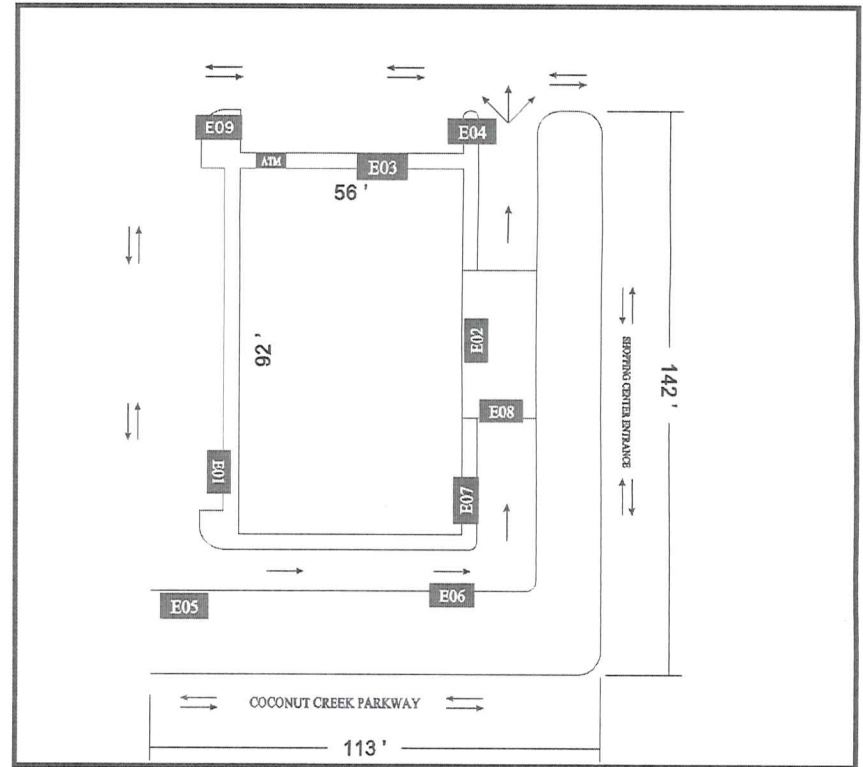 E09
E04
ATM
E03
56 '
E02
92 '
SHOPPING CENTER ENTRANCE
142 '
E08
E01
E07
E05
E06
COCONUT CREEK PARKWAY
113 '